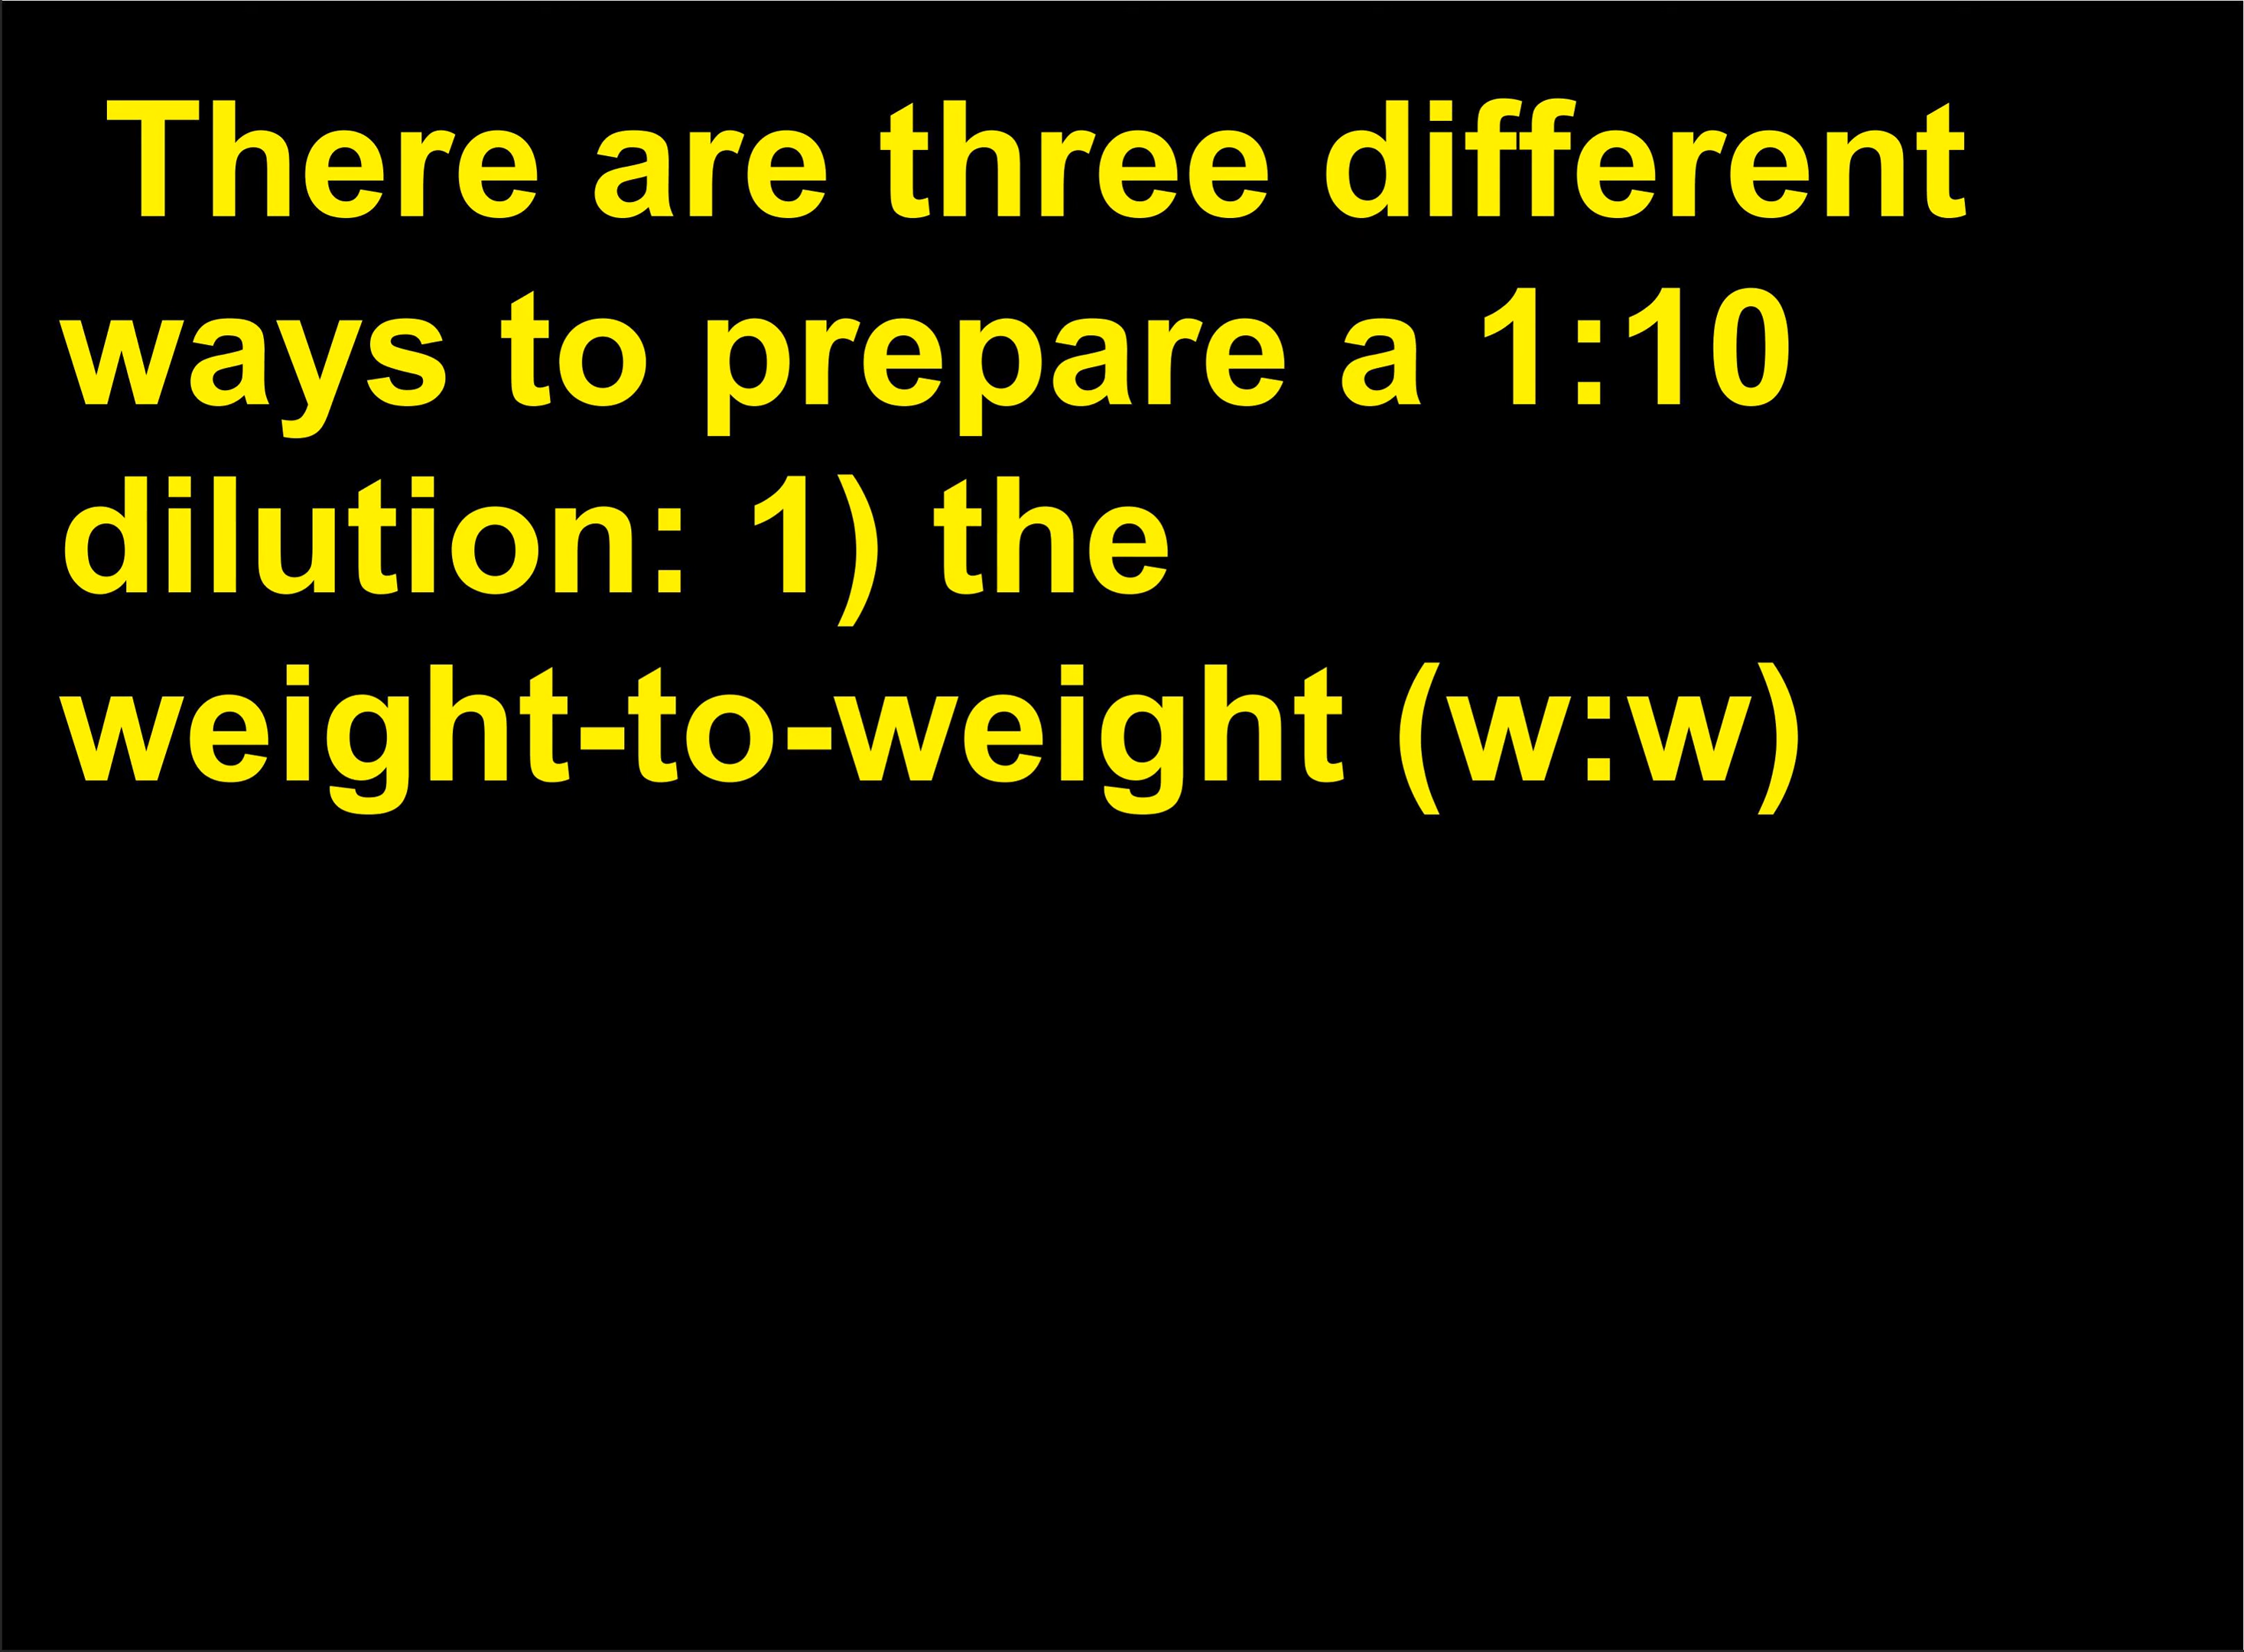 There are three different
ways to prepare a 1:10
dilution: 1) the
weight-to-weight (w:w)